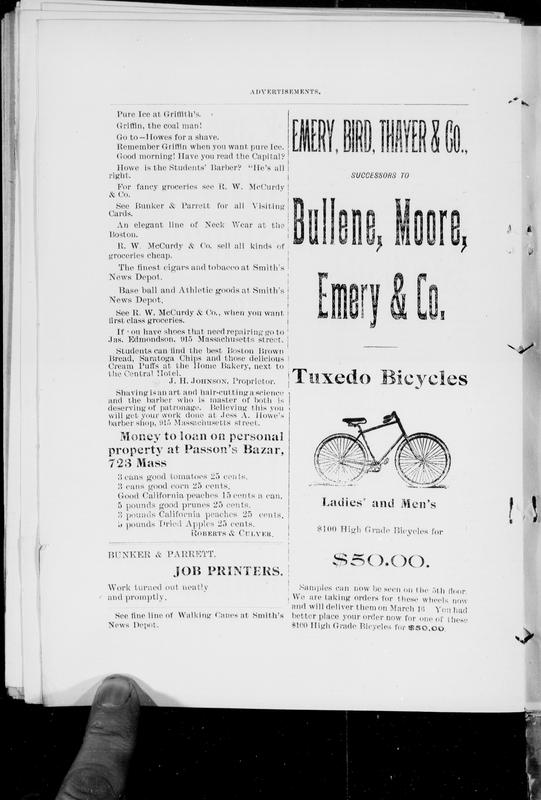 ADVERTISEMENTS.
Pure Ice at Griffith's.
Griffin, the coal man!
Go to—Howes for a shave.
Remember Griffin when you want pure Ice.
Good morning! Have you read the Capital?
Howe is the Students' Barber? "He's all
right.
For fancy groceries see R. W. McCurdy
& Co.
See Bunker & Parrett for all Visiting
Cards.
An elegant line of Neck Wear at the
Boston.
R. W. McCurdy & Co. sell all kinds of
groceries cheap.
The finest cigars and tobacco at Smith's
News Depot.
Base ball and Athletic goods at Smith's
News Depot.
See R. W. McCurdy & Co., when you want
first class groceries.
If ou have shoes that need repairing go to
Jas. Edmondson, 915 Massachusetts street.
Students can find the best Boston Brown
Bread, Saratoga Chips and those delicious
Cream Puffs at the Home Bakery, next to
the Central Hotel.
J. H. JOHNSON, Proprietor.
Shaving is an art and hair-cutting a science
and the barber who is master of both is
deserving of patronage. Believing this you
will get your work done at Jess A. Howe's
barber shop, 915 Massachusetts street.
Money to loan on personal
property at Passon's Bazar,
723 Mass
3 cans good tomatoes 25 cents.
3 cans good corn 25 cents.
Good California peaches 15 cents a can.
5 pounds good prunes 25 cents.
3 pounds California peaches 25 cents.
pounds Dried Apples 25 cents.
ROBERTS & CULVER.
BUNKER & PARRETT.
JOB PRINTERS.
Work turned out neatly
and promptly.
See fine line of Walking Canes at Smith's
News Depot.
EMERY, BIRD, THAYER & CO.,
SUCCESSORS TO
Bullene, Moore,
Emery & Co.
Tuxedo Bicycles
Ladies' and Men's
$100 High Grade Bicycles for
$50.00.
Samples can now be seen on the 5th floor.
We are taking orders for these wheels now
and will deliver them on March 16 You had
better place your order now for one of these
$100 High Grade Bicycles for $50.00